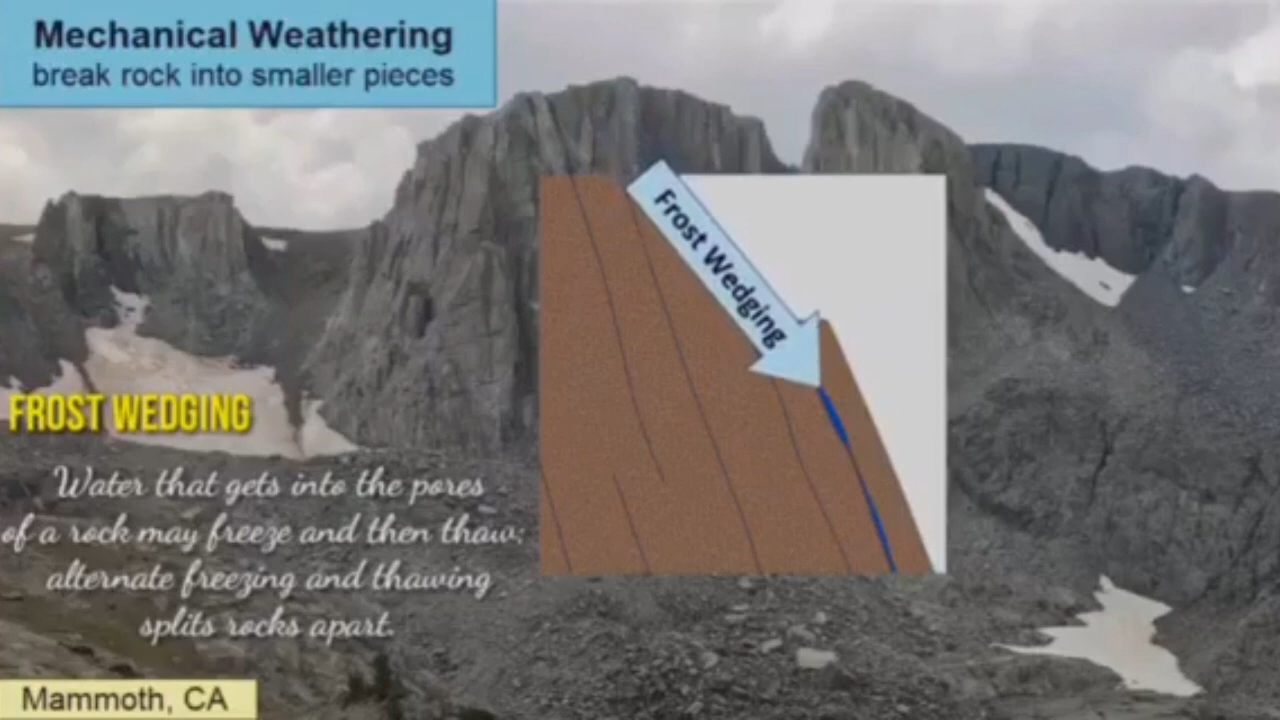 Mechanical Weathering
break rock into smaller pieces
Frost Wedging
FROST WEDGING
Water that gets into the pores
of a rock may freeze and then thaw;
alternate freezing and thawing
splits rocks apart.
Mammoth, CA